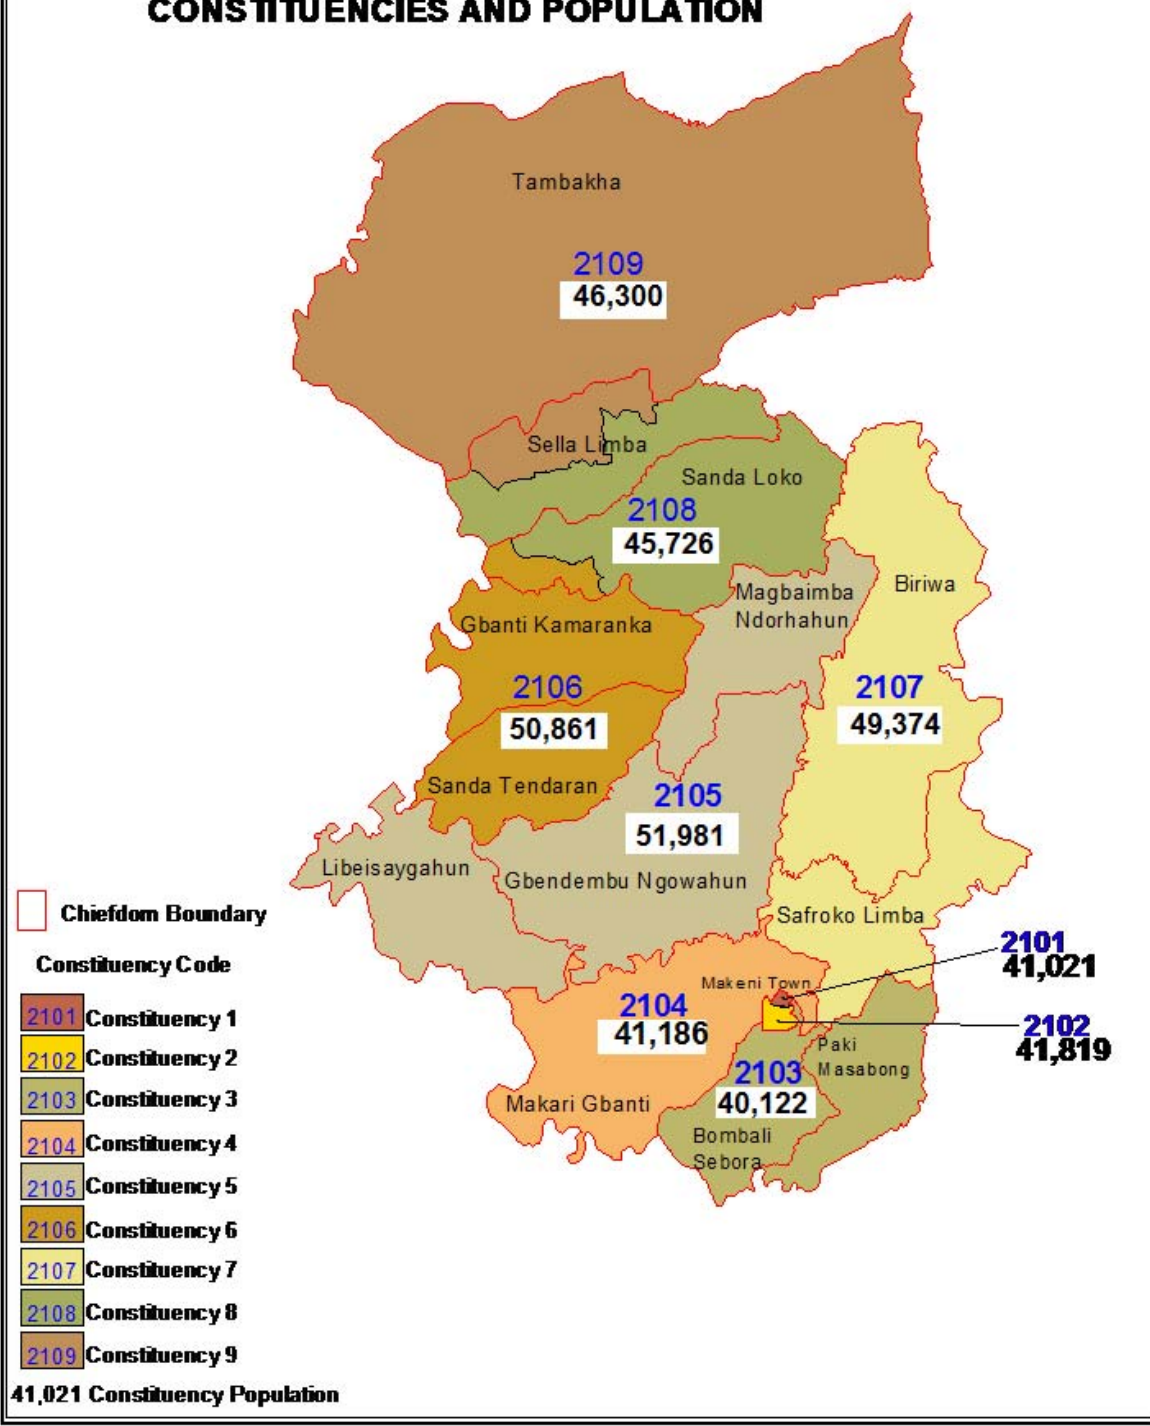 CONSTITUENCIES AND POPULATION
Tambakha
2109
46,300
Sella Limba
Sanda Loko
2108
45,726
Magbaimba
Ndorhahun
Biriwa
Gbanti Kamaranka
2106
50,861
2107
49,374
Sanda Tendaran
2105
51,981
Libeisaygahun
Gbendembu Ngowahun
Safroko Limba
2101
41,021
Makeni Town
2104
41,186
2102
41,819
Paki
Masabong
2103
40,122
Makari Gbanti
Bombali
Sebora
Chiefdom Boundary
Constituency Code
2101 Constituency 1
2102 Constituency 2
2103 Constituency 3
2104 Constituency 4
2105 Constituency 5
2106 Constituency 6
2107 Constituency 7
2108 Constituency 8
2109 Constituency 9
41,021 Constituency Population